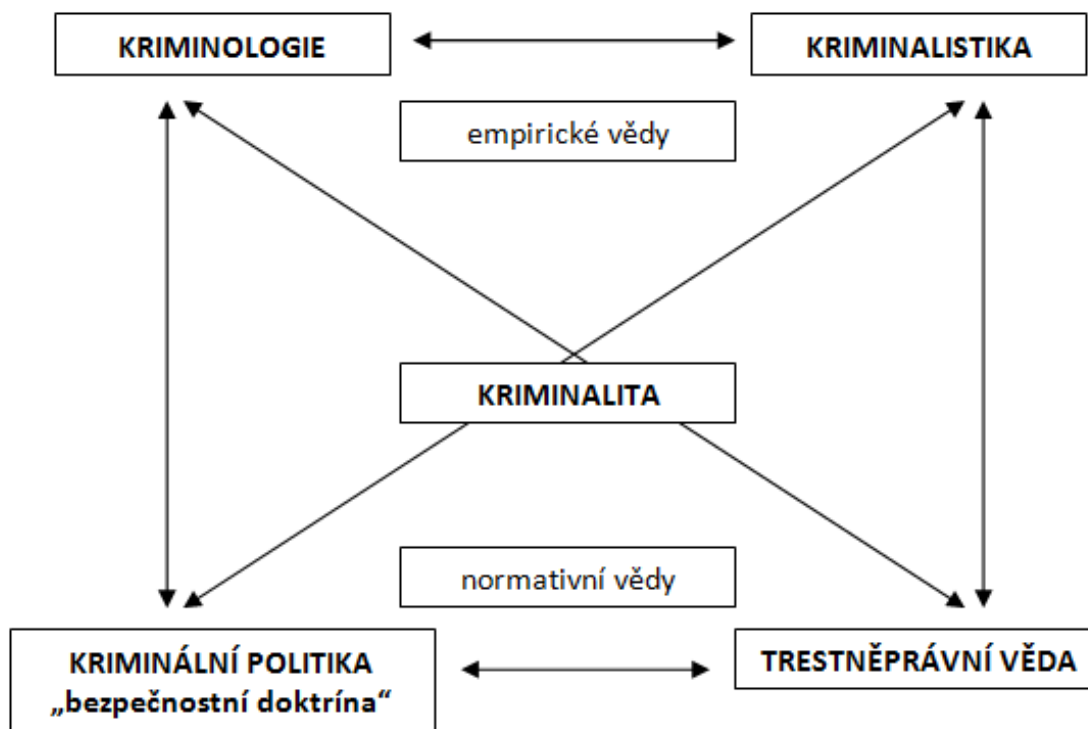 KRIMINOLOGIE
KRIMINALISTIKA
empirické vědy
KRIMINALITA
normativní vědy
KRIMINÁLNÍ POLITIKA
„bezpečnostní doktrína“
TRESTNĚPRÁVNÍ VĚDA